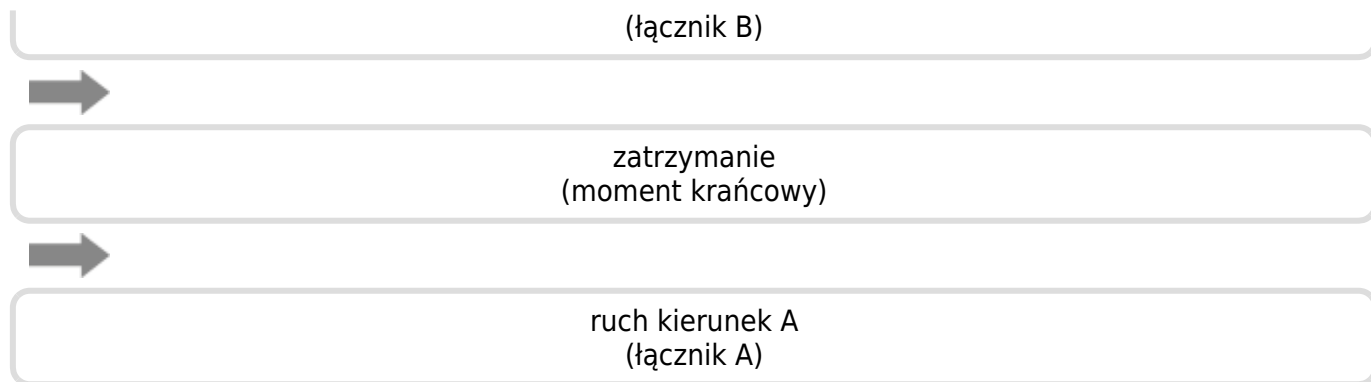 (łącznik B)
zatrzymanie
(moment krańcowy)
ruch kierunek A
(łącznik A)